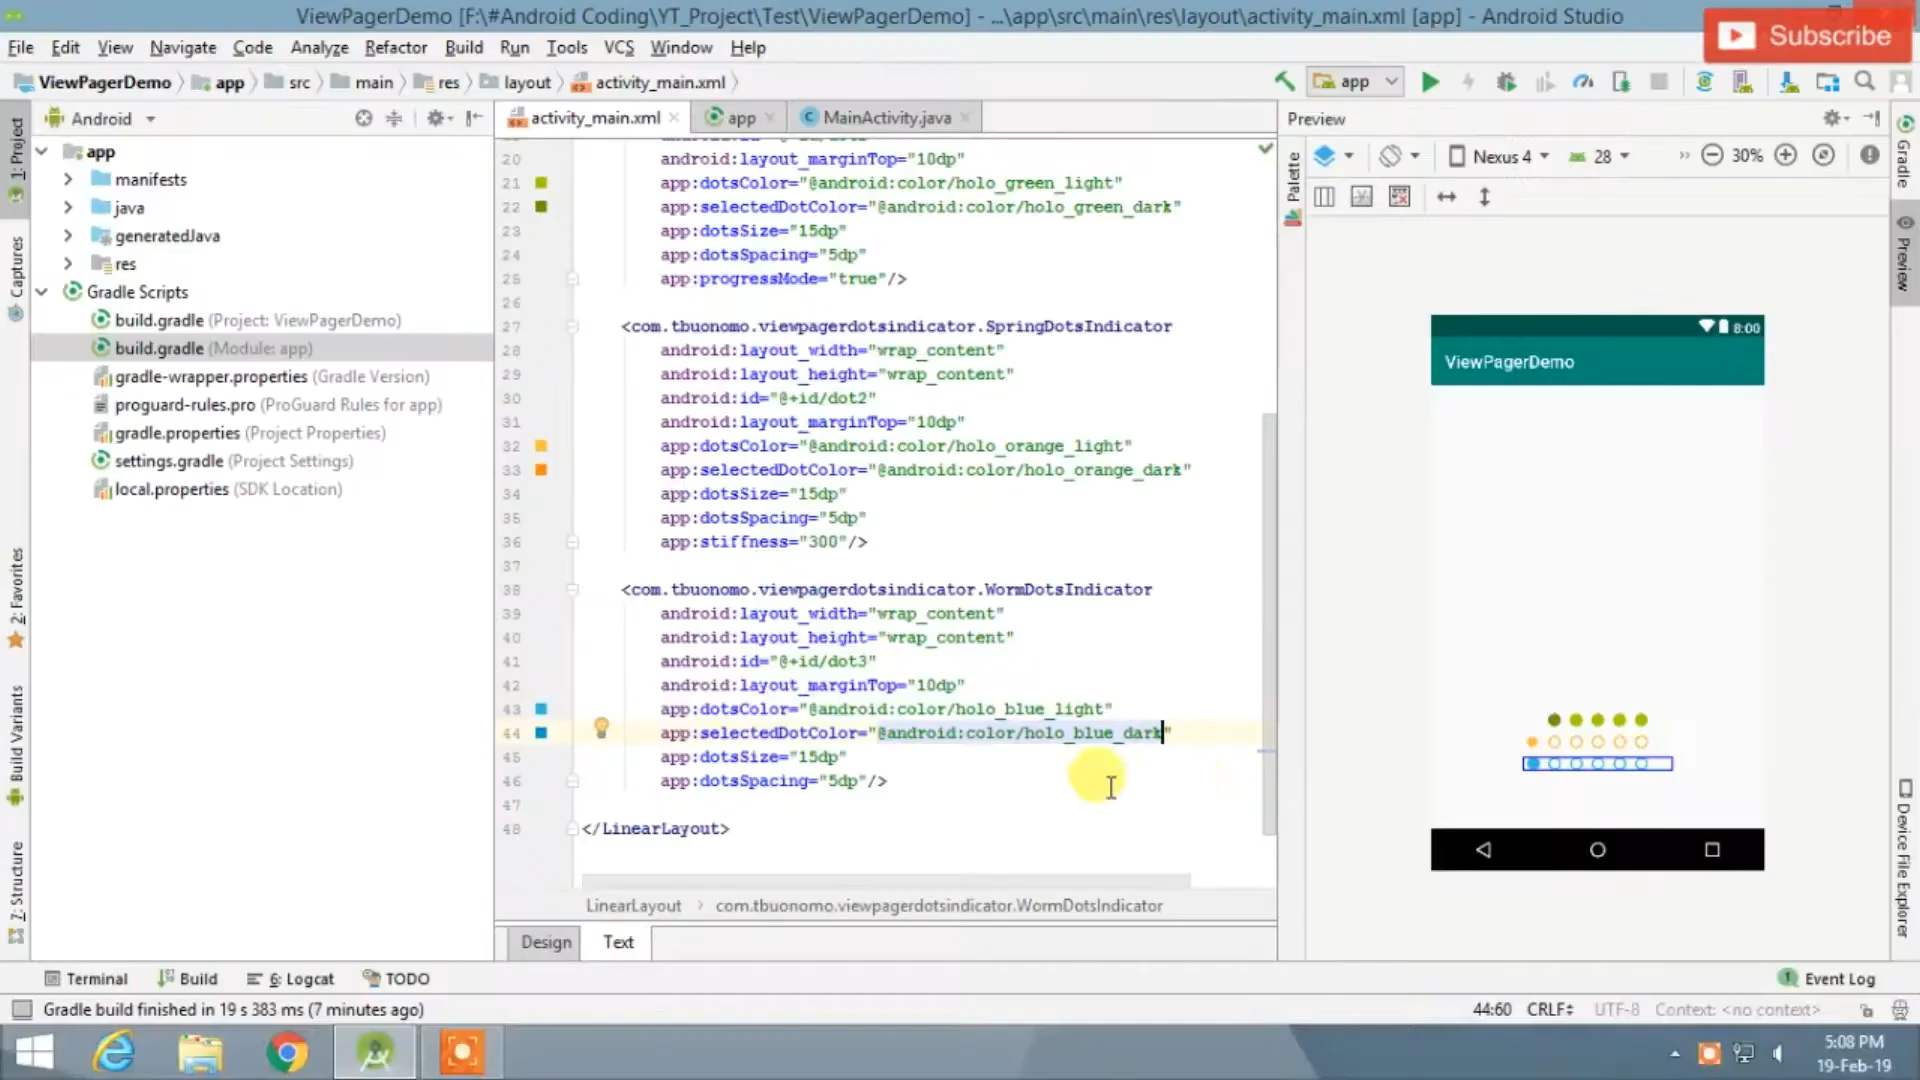 ViewPagerDemo [F:\#Android Coding\YT_Project\Test\ViewPagerDemo] - ...\app\src\main\res\layout\activity_main.xml [app] - Android Studio
Subscribe
File Edit View Navigate Code Analyze Refactor Build Run Tools VCS Window Help
ViewPagerDemo app src main res layout activity_main.xml
app
Android
activity_main.xml app MainActivity.java
Preview
1: Project
Captures
2: Favorites
Build Variants
7: Structure
app
manifests
java
generatedJava
res
Gradle Scripts
build.gradle (Project: ViewPagerDemo)
build.gradle (Module: app)
gradle-wrapper.properties (Gradle Version)
proguard-rules.pro (ProGuard Rules for app)
gradle.properties (Project Properties)
settings.gradle (Project Settings)
local.properties (SDK Location)
20 android:layout_marginTop="10dp"
21 app:dotsColor="@android:color/holo_green_light"
22 app:selectedDotColor="@android:color/holo_green_dark"
23 app:dotsSize="15dp"
24 app:dotsSpacing="5dp"
25 app:progressMode="true"/>
26
27 <com.tbuonomo.viewpagerdotsindicator.SpringDotsIndicator
28 android:layout_width="wrap_content"
29 android:layout_height="wrap_content"
30 android:id="@+id/dot2"
31 android:layout_marginTop="10dp"
32 app:dotsColor="@android:color/holo_orange_light"
33 app:selectedDotColor="@android:color/holo_orange_dark"
34 app:dotsSize="15dp"
35 app:dotsSpacing="5dp"
36 app:stiffness="300"/>
37
38 <com.tbuonomo.viewpagerdotsindicator.WormDotsIndicator
39 android:layout_width="wrap_content"
40 android:layout_height="wrap_content"
41 android:id="@+id/dot3"
42 android:layout_marginTop="10dp"
43 app:dotsColor="@android:color/holo_blue_light"
44 app:selectedDotColor="@android:color/holo_blue_dark"
45 app:dotsSize="15dp"
46 app:dotsSpacing="5dp"/>
47
48 </LinearLayout>
LinearLayout com.tbuonomo.viewpagerdotsindicator.WormDotsIndicator
Design Text
Palette
Nexus 4 28 30%
8:00
ViewPagerDemo
Gradle
Preview
Device File Explorer
Terminal Build 6: Logcat TODO Event Log
Gradle build finished in 19 s 383 ms (7 minutes ago)
44:60 CRLF UTF-8 Context: <no context>
5:08 PM
19-Feb-19